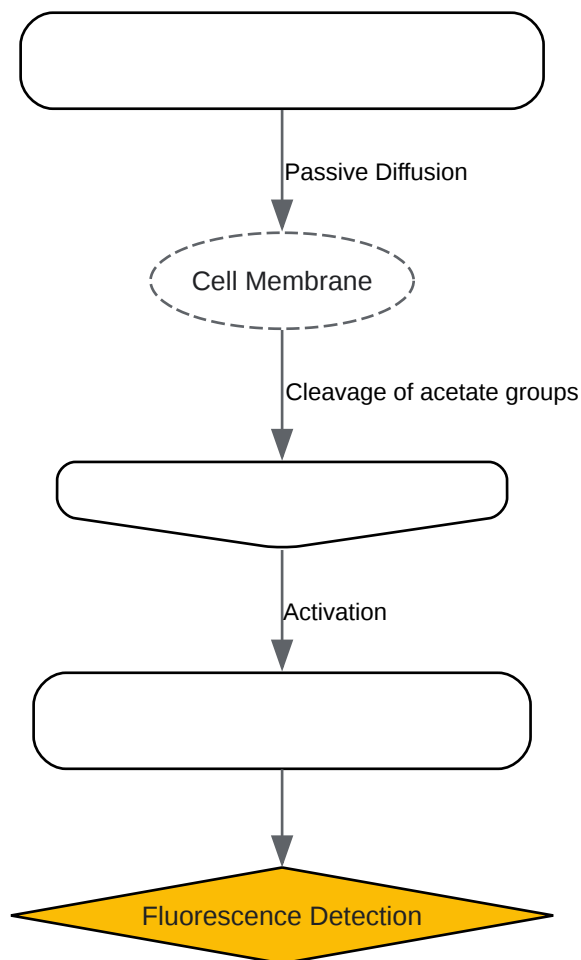 Passive Diffusion
Cell Membrane
Cleavage of acetate groups
Activation
Fluorescence Detection